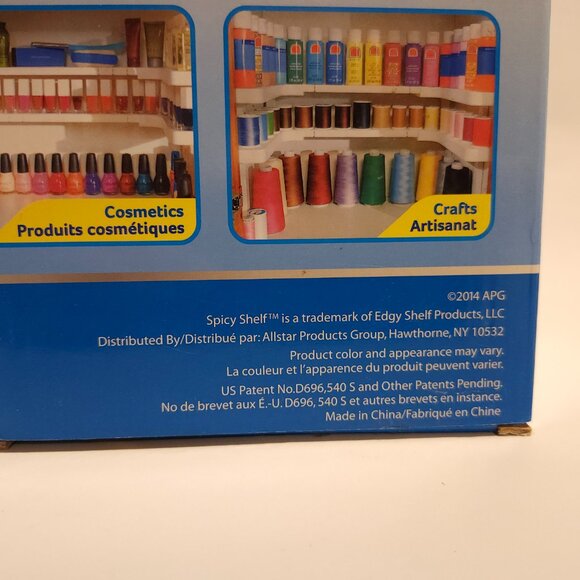 Cosmetics
Produits cosmétiques
Crafts
Artisanat
©2014 APG
Spicy Shelf™ is a trademark of Edgy Shelf Products, LLC
Distributed By/Distribué par: Allstar Products Group, Hawthorne, NY 10532
Product color and appearance may vary.
La couleur et l'apparence du produit peuvent varier.
US Patent No.D696,540 S and Other Patents Pending.
No de brevet aux É.-U. D696, 540 S et autres brevets en instance.
Made in China/Fabriqué en Chine